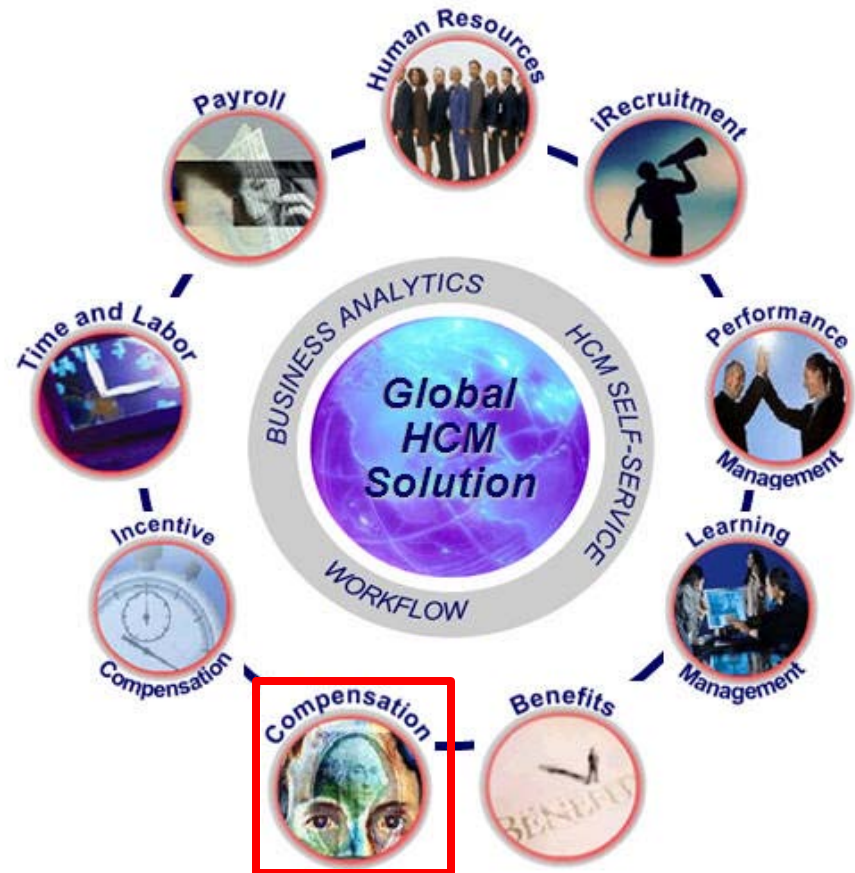 Human Resources
iRecruitment
Performance
Management
Learning
Management
Benefits
BENEFIT
Compensation
Incentive
Compensation
Time and Labor
Payroll
BUSINESS ANALYTICS
HCM SELF-SERVICE
WORKFLOW
Global
HCM
Solution